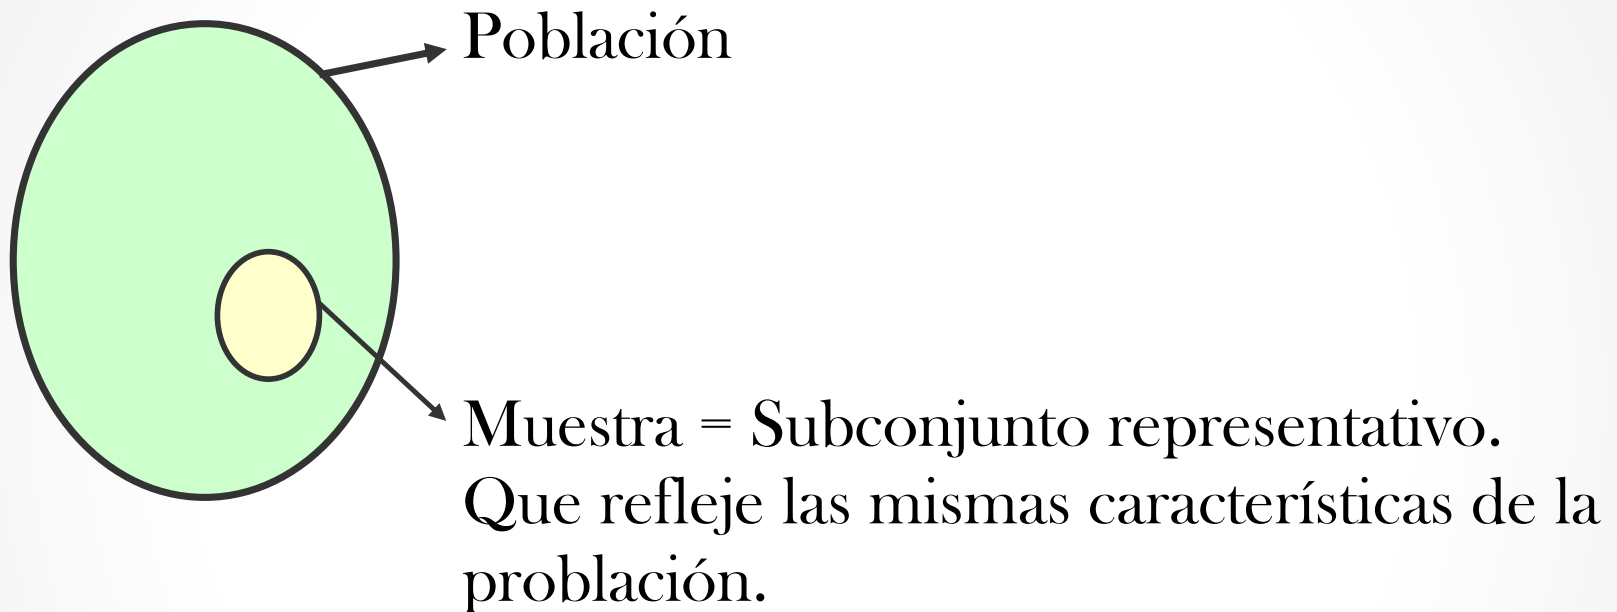 Población
Muestra = Subconjunto representativo.
Que refleje las mismas características de la
problación.